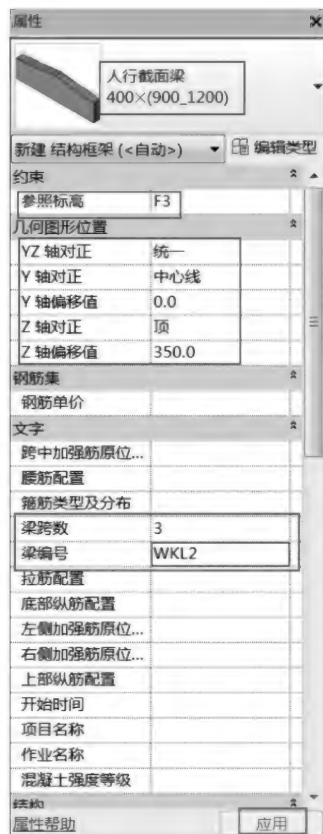 属性
人行截面梁
400×(900_1200)
新建 结构框架 (<自动>) 编辑类型
约束
参照标高 F3
几何图形位置
YZ 轴对正 统一
Y 轴对正 中心线
Y 轴偏移值 0.0
Z 轴对正 顶
Z 轴偏移值 350.0
钢筋集
钢筋单价
文字
跨中加强筋原位...
腰筋配置
箍筋类型及分布
梁跨数 3
梁编号 WKL2
拉筋配置
底部纵筋配置
左侧加强筋原位...
右侧加强筋原位...
上部纵筋配置
开始时间
项目名称
作业名称
混凝土强度等级
结构
属性帮助 应用